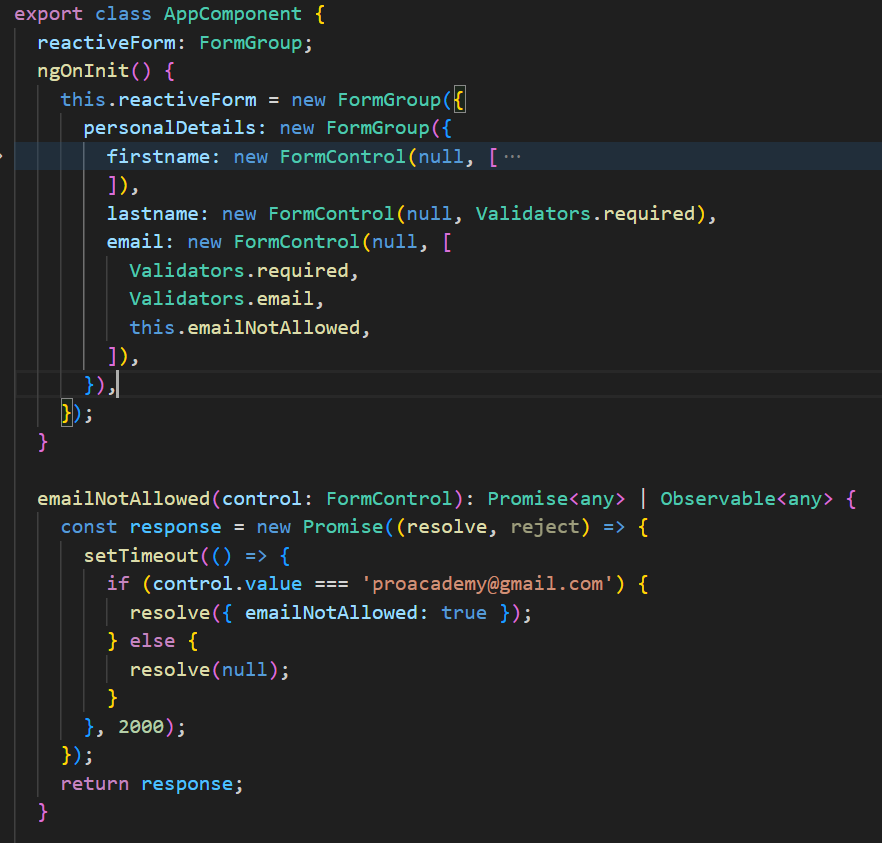 export class AppComponent {
  reactiveForm: FormGroup;
  ngOnInit() {
    this.reactiveForm = new FormGroup({
      personalDetails: new FormGroup({
        firstname: new FormControl(null, [ ···
        ]),
        lastname: new FormControl(null, Validators.required),
        email: new FormControl(null, [
          Validators.required,
          Validators.email,
          this.emailNotAllowed,
        ]),
      }),
    });
  }

  emailNotAllowed(control: FormControl): Promise<any> | Observable<any> {
    const response = new Promise((resolve, reject) => {
      setTimeout(() => {
        if (control.value === 'proacademy@gmail.com') {
          resolve({ emailNotAllowed: true });
        } else {
          resolve(null);
        }
      }, 2000);
    });
    return response;
  }